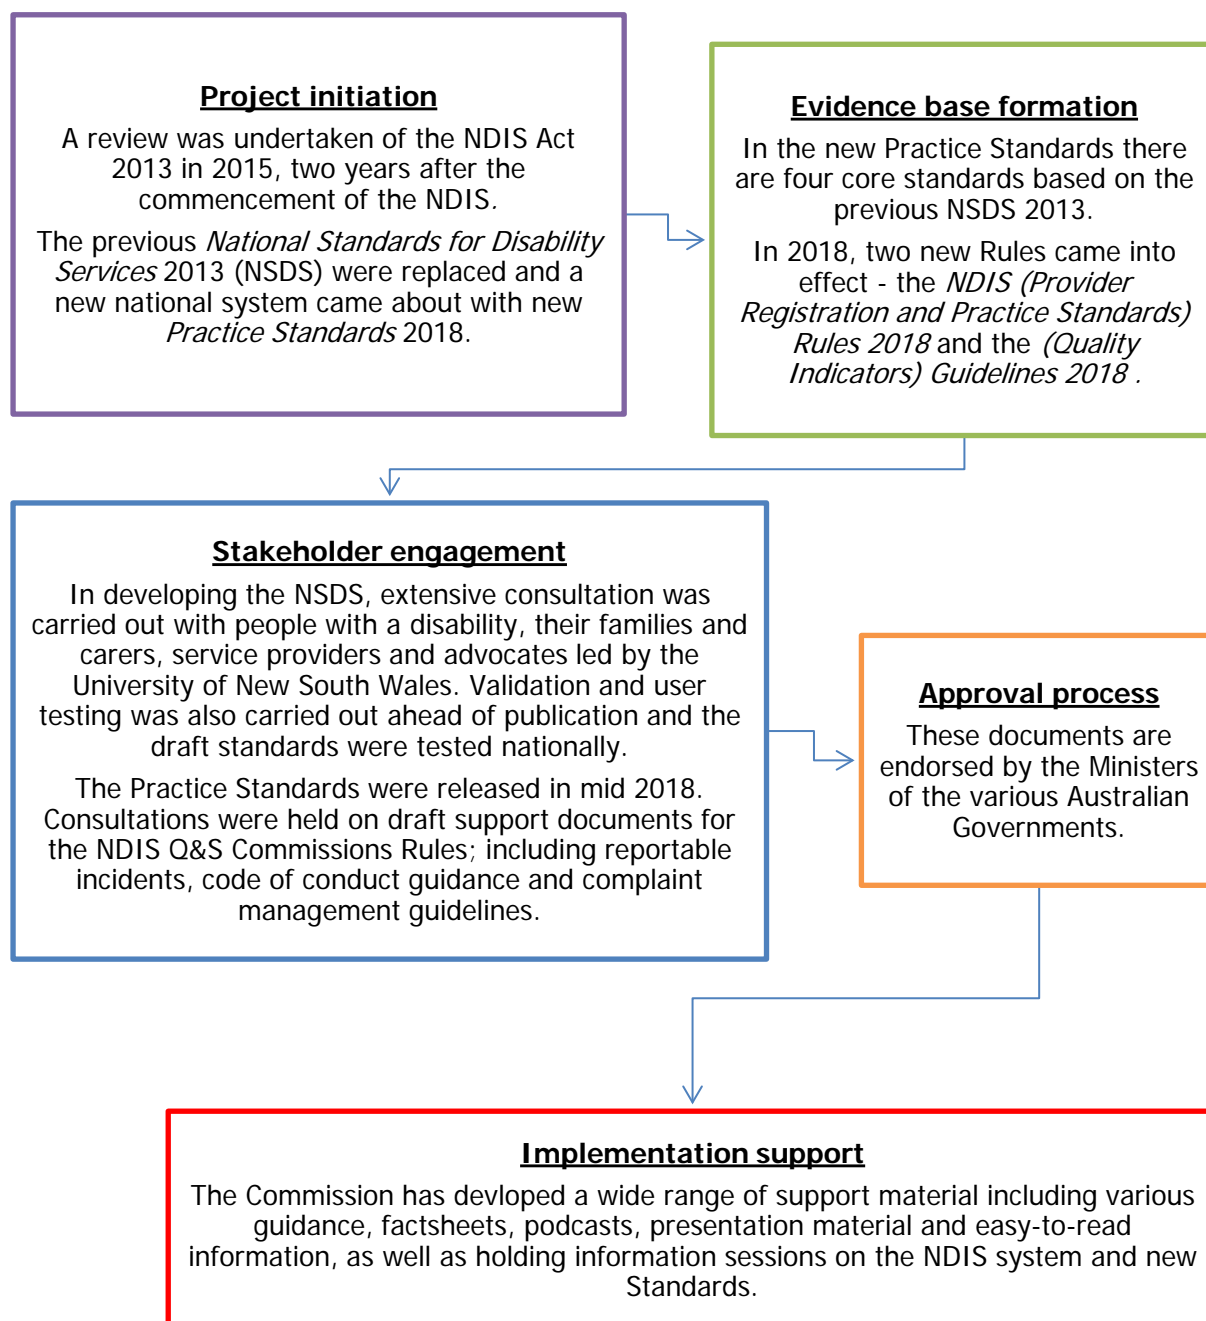 Project initiation
A review was undertaken of the NDIS Act
2013 in 2015, two years after the
commencement of the NDIS.
The previous National Standards for Disability
Services 2013 (NSDS) were replaced and a
new national system came about with new
Practice Standards 2018.
Evidence base formation
In the new Practice Standards there
are four core standards based on the
previous NSDS 2013.
In 2018, two new Rules came into
effect - the NDIS (Provider
Registration and Practice Standards)
Rules 2018 and the (Quality
Indicators) Guidelines 2018 .
Stakeholder engagement
In developing the NSDS, extensive consultation was
carried out with people with a disability, their families and
carers, service providers and advocates led by the
University of New South Wales. Validation and user
testing was also carried out ahead of publication and the
draft standards were tested nationally.
The Practice Standards were released in mid 2018.
Consultations were held on draft support documents for
the NDIS Q&S Commissions Rules; including reportable
incidents, code of conduct guidance and complaint
management guidelines.
Approval process
These documents are
endorsed by the Ministers
of the various Australian
Governments.
Implementation support
The Commission has devloped a wide range of support material including various
guidance, factsheets, podcasts, presentation material and easy-to-read
information, as well as holding information sessions on the NDIS system and new
Standards.